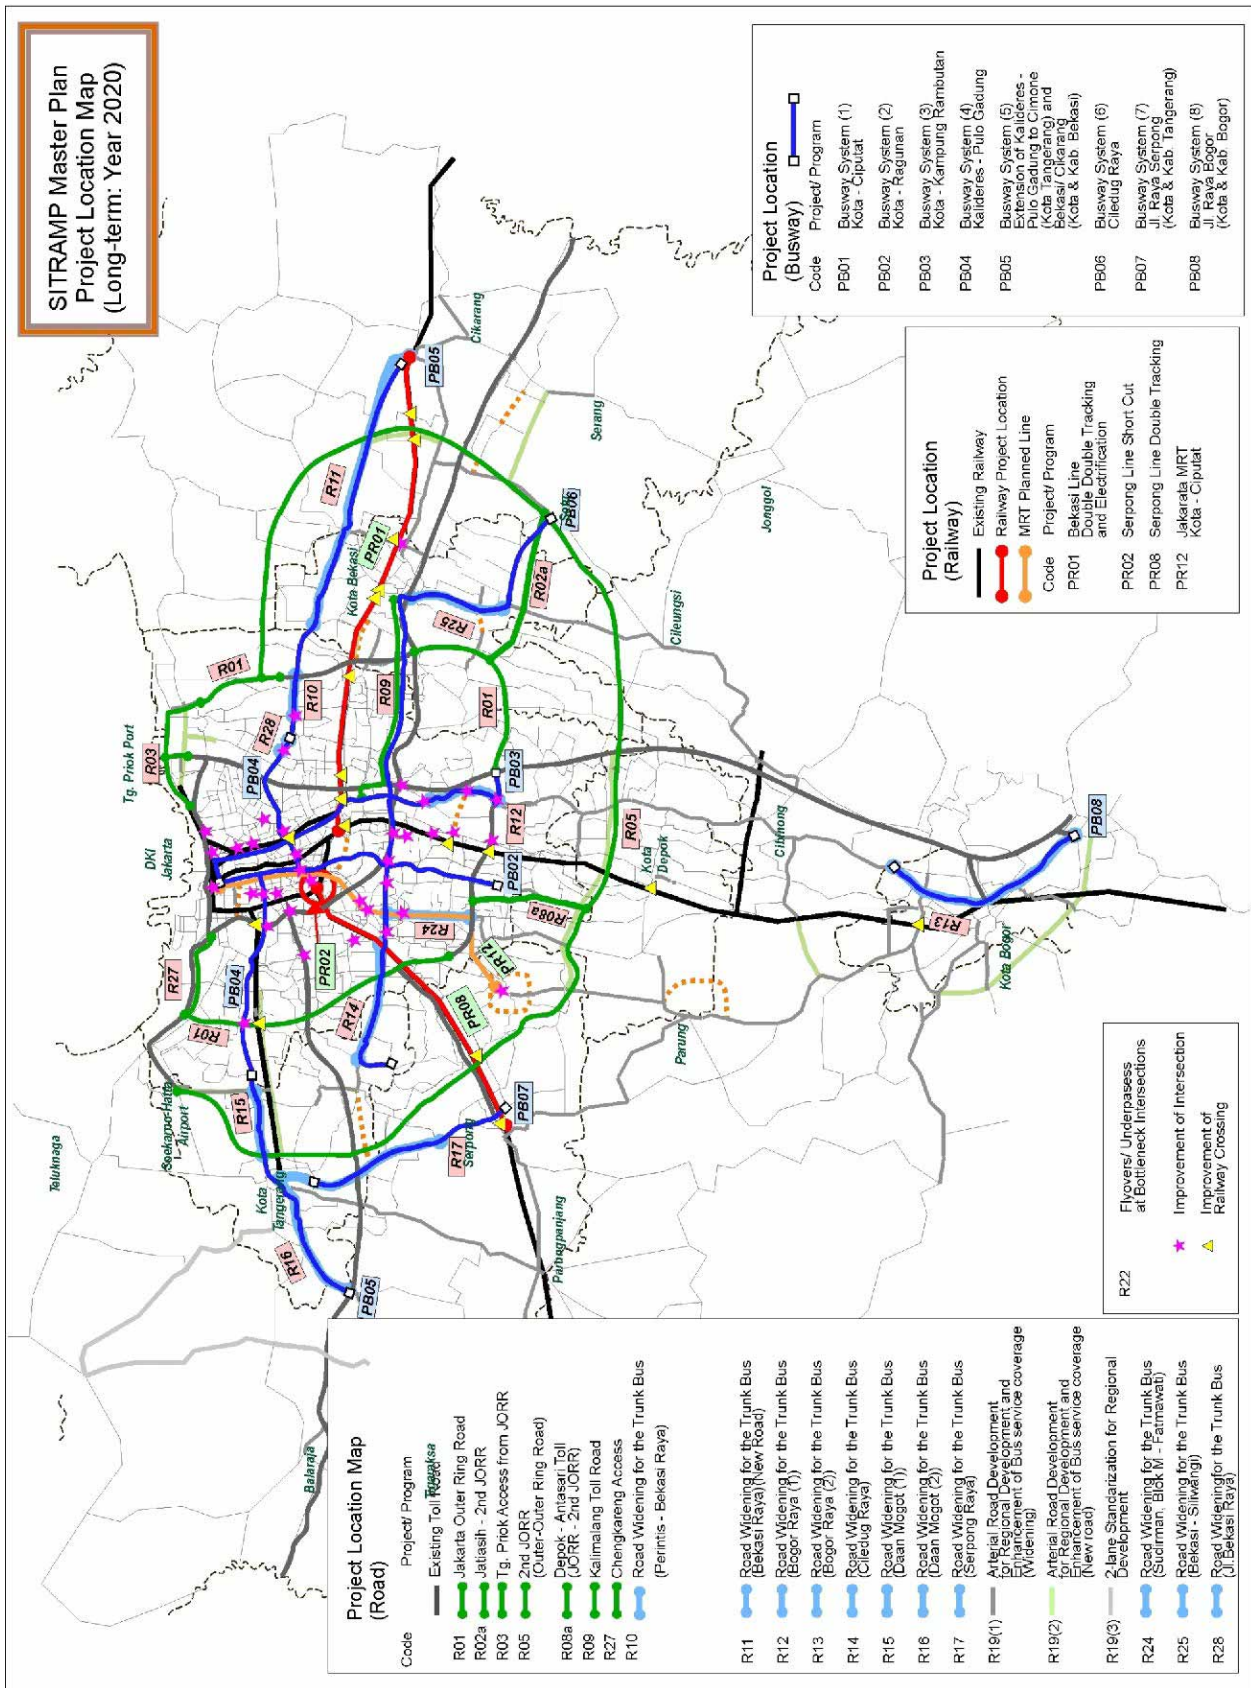 SITRAMP Master Plan
Project Location Map
(Long-term: Year 2020)
Teluknaga
Soekarno-Hatta
Airport
DKI
Jakarta
Tg. Priok Port
Kota
Tangerang
Balaraja
Tigaraksa
Serpong
Parungpanjang
Parung
Kota
Depok
Cibinong
Kota Bogor
Cileungsi
Jonggol
Kota Bekasi
Setu
Serang
Cikarang
R16
PB05
R15
R01
R27
PB04
R14
R17
PB07
PR08
PR02
R24
PR12
R08a
PB02
R12
PB03
R05
R13
PB08
R03
PB04
R28
R10
R01
R09
R01
R25
R02a
PB06
PR01
R11
PB05
Project Location Map
(Road)
Code Project/ Program
Existing Toll Road
R01 Jakarta Outer Ring Road
R02a Jatiasih - 2nd JORR
R03 Tg. Priok Access from JORR
R05 2nd JORR
(Outer-Outer Ring Road)
R08a Depok - Antasari Toll
(JORR - 2nd JORR)
R09 Kalimalang Toll Road
R27 Chengkareng Access
R10 Road Widening for the Trunk Bus
(Perintis - Bekasi Raya)
R11 Road Widening for the Trunk Bus
(Bekasi Raya)(New Road)
R12 Road Widening for the Trunk Bus
(Bogor Raya (1))
R13 Road Widening for the Trunk Bus
(Bogor Raya (2))
R14 Road Widening for the Trunk Bus
(Ciledug Raya)
R15 Road Widening for the Trunk Bus
(Daan Mogot (1))
R16 Road Widening for the Trunk Bus
(Daan Mogot (2))
R17 Road Widening for the Trunk Bus
(Serpong Raya)
R19(1) Arterial Road Development
for Regional Development and
Enhancement of Bus service coverage
(Widening)
R19(2) Arterial Road Development
for Regional Development and
Enhancement of Bus service coverage
(New road)
R19(3) 2-lane Standarization for Regional
Development
R24 Road Widening for the Trunk Bus
(Sudirman, Blok M - Fatmawati)
R25 Road Widening for the Trunk Bus
(Bekasi - Siliwangi)
R28 Road Wideningfor the Trunk Bus
(Jl.Bekasi Raya)
R22 Flyovers/ Underpasess
at Bottleneck Intersections
Improvement of Intersection
Improvement of
Railway Crossing
Project Location
(Railway)
Existing Railway
Railway Project Location
MRT Planned Line
Code Project/ Program
PR01 Bekasi Line
Double Double Tracking
and Electrification
PR02 Serpong Line Short Cut
PR08 Serpong Line Double Tracking
PR12 Jakarata MRT
Kota - Ciputat
Project Location
(Busway)
Code Project/ Program
PB01 Busway System (1)
Kota - Ciputat
PB02 Busway System (2)
Kota - Ragunan
PB03 Busway System (3)
Kota - Kampung Rambutan
PB04 Busway System (4)
Kalideres - Pulo Gadung
PB05 Busway System (5)
Extension of Kalideres -
Pulo Gadung to Cimone
(Kota Tangerang) and
Bekasi/ Cikarang
(Kota & Kab. Bekasi)
PB06 Busway System (6)
Ciledug Raya
PB07 Busway System (7)
Jl. Raya Serpong
(Kota & Kab. Tangerang)
PB08 Busway System (8)
Jl. Raya Bogor
(Kota & Kab. Bogor)